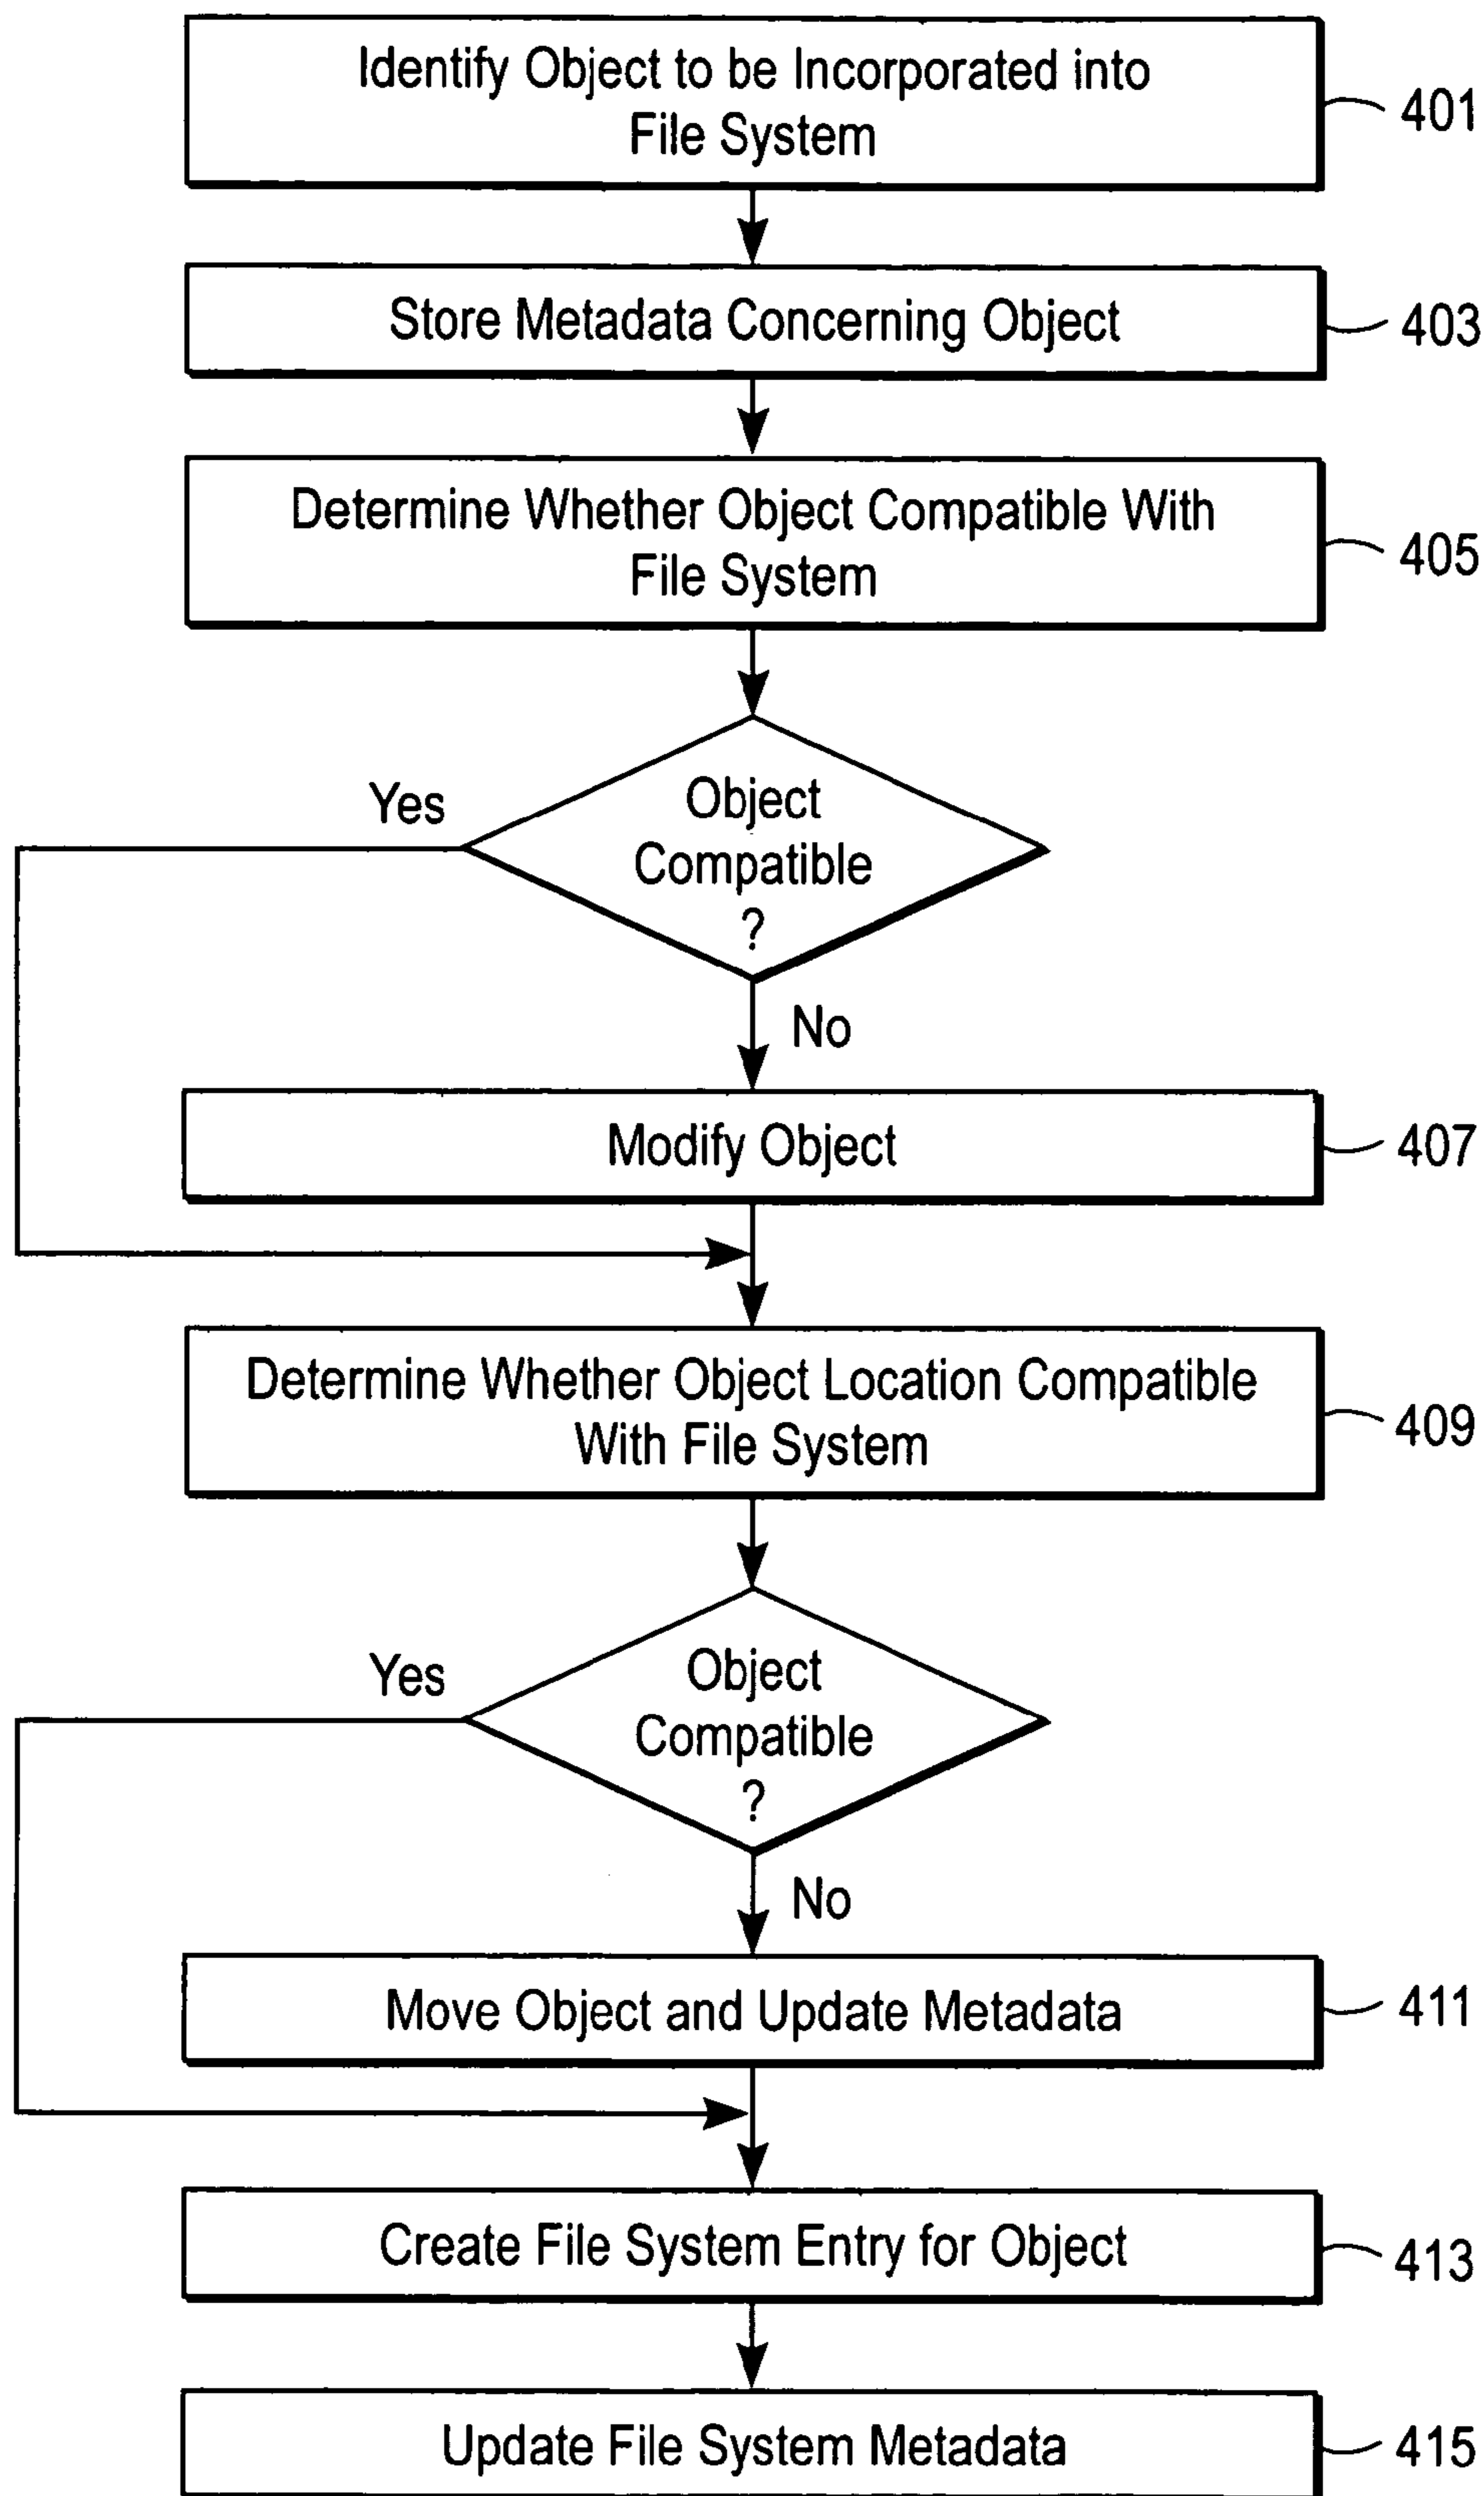 Identify Object to be Incorporated into
File System
401
Store Metadata Concerning Object
403
Determine Whether Object Compatible With
File System
405
Yes
Object
Compatible
?
No
Modify Object
407
Determine Whether Object Location Compatible
With File System
409
Yes
Object
Compatible
?
No
Move Object and Update Metadata
411
Create File System Entry for Object
413
Update File System Metadata
415